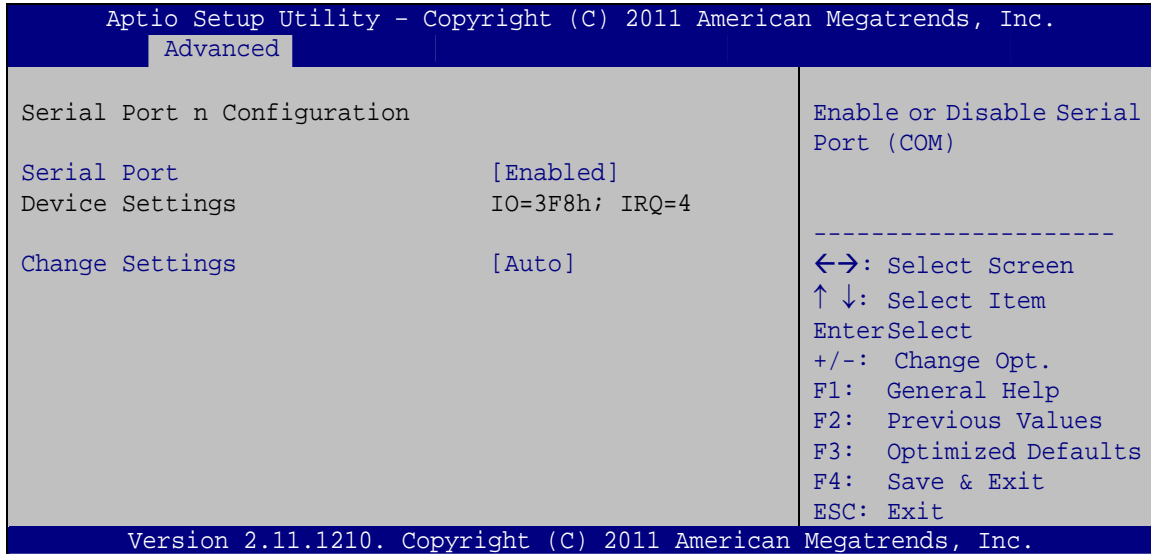 Aptio Setup Utility – Copyright (C) 2011 American Megatrends, Inc.
Advanced
Serial Port n Configuration
Serial Port [Enabled]
Device Settings IO=3F8h; IRQ=4
Change Settings [Auto]
Enable or Disable Serial
Port (COM)
---------------------
←→: Select Screen
↑ ↓: Select Item
EnterSelect
+/-: Change Opt.
F1: General Help
F2: Previous Values
F3: Optimized Defaults
F4: Save & Exit
ESC: Exit
Version 2.11.1210. Copyright (C) 2011 American Megatrends, Inc.